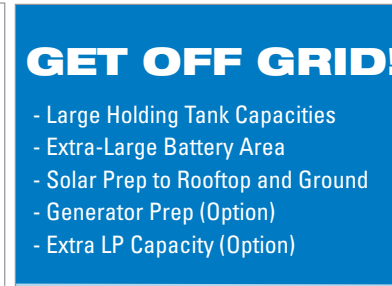 GET OFF GRID!
- Large Holding Tank Capacities
- Extra-Large Battery Area
- Solar Prep to Rooftop and Ground
- Generator Prep (Option)
- Extra LP Capacity (Option)